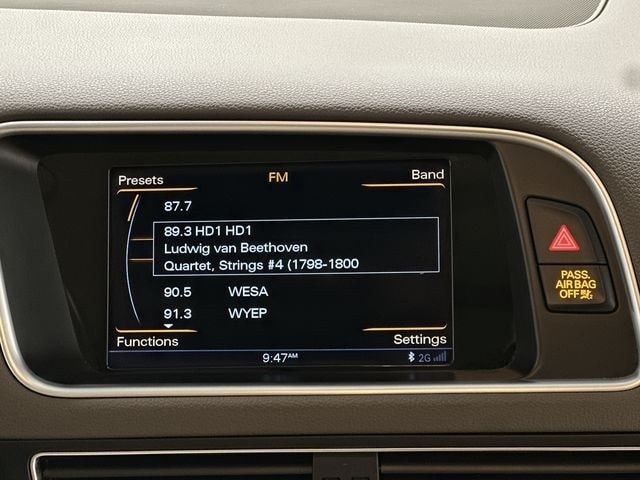 Presets FM Band
87.7
89.3 HD1 HD1
Ludwig van Beethoven
Quartet, Strings #4 (1798-1800
90.5 WESA
91.3 WYEP
Functions Settings
9:47AM 2G
PASS.
AIR BAG
OFF